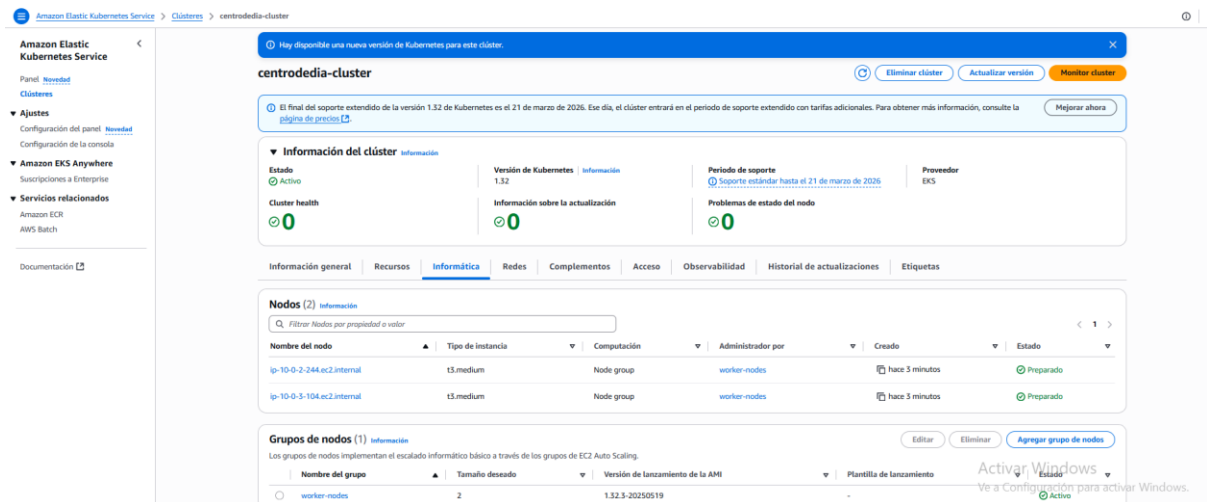 Amazon Elastic Kubernetes Service > Clústeres > centrodedia-cluster
Amazon Elastic
Kubernetes Service
Panel Novedad
Clústeres
Ajustes
Configuración del panel Novedad
Configuración de la consola
Amazon EKS Anywhere
Suscripciones a Enterprise
Servicios relacionados
Amazon ECR
AWS Batch
Documentación
Hay disponible una nueva versión de Kubernetes para este clúster.
centrodedia-cluster
Eliminar clúster Actualizar versión Monitor cluster
El final del soporte extendido de la versión 1.32 de Kubernetes es el 21 de marzo de 2026. Ese día, el clúster entrará en el periodo de soporte extendido con tarifas adicionales. Para obtener más información, consulte la
página de precios.
Mejorar ahora
Información del clúster Información
Estado Versión de Kubernetes Información Periodo de soporte Proveedor
Activo 1.32 Soporte estándar hasta el 21 de marzo de 2026 EKS
Cluster health Información sobre la actualización Problemas de estado del nodo
0 0 0
Información general Recursos Informática Redes Complementos Acceso Observabilidad Historial de actualizaciones Etiquetas
Nodos (2) Información
Filtrar Nodos por propiedad o valor
< 1 >
Nombre del nodo Tipo de instancia Computación Administrador por Creado Estado
ip-10-0-2-244.ec2.internal t3.medium Node group worker-nodes hace 3 minutos Preparado
ip-10-0-3-104.ec2.internal t3.medium Node group worker-nodes hace 3 minutos Preparado
Grupos de nodos (1) Información
Editar Eliminar Agregar grupo de nodos
Los grupos de nodos implementan el escalado informático básico a través de los grupos de EC2 Auto Scaling.
Nombre del grupo Tamaño deseado Versión de lanzamiento de la AMI Plantilla de lanzamiento Estado
worker-nodes 2 1.32.3-20250519 - Activo
Activar Windows
Ve a Configuración para activar Windows.